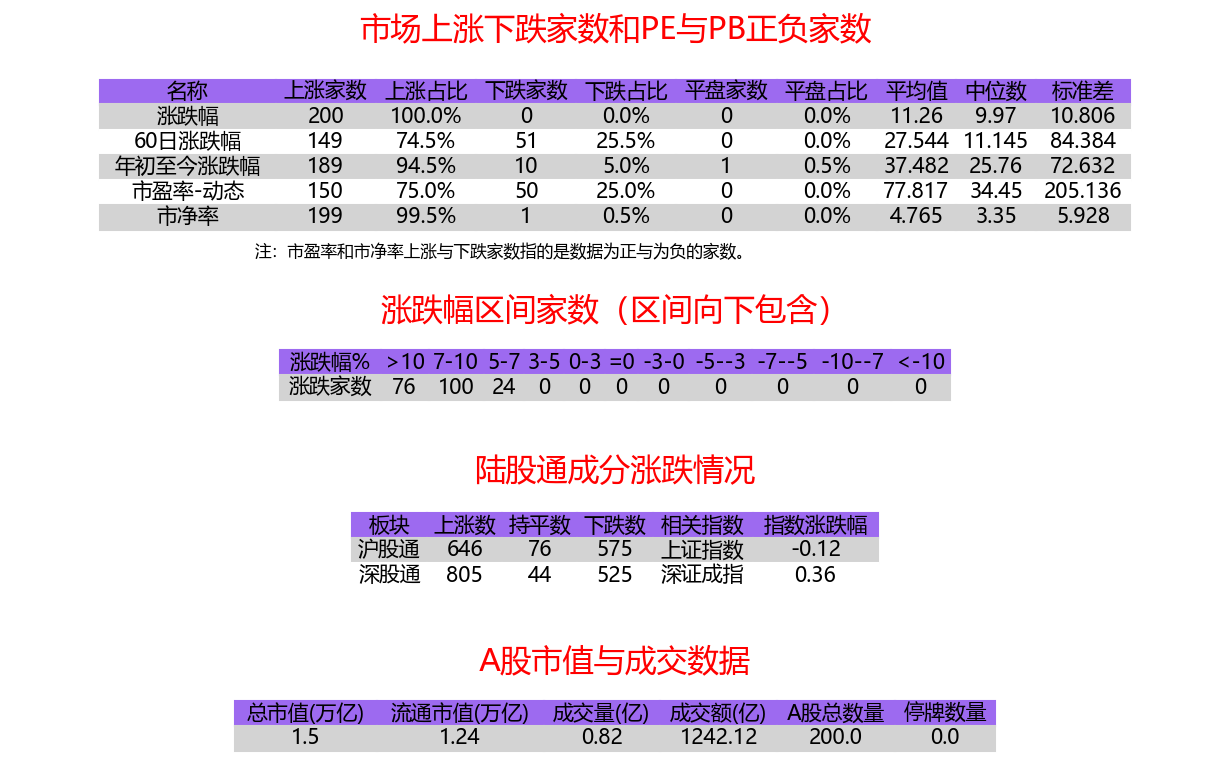 市场上涨下跌家数和PE与PB正负家数
名称 上涨家数 上涨占比 下跌家数 下跌占比 平盘家数 平盘占比 平均值 中位数 标准差
涨跌幅 200 100.0% 0 0.0% 0 0.0% 11.26 9.97 10.806
60日涨跌幅 149 74.5% 51 25.5% 0 0.0% 27.544 11.145 84.384
年初至今涨跌幅 189 94.5% 10 5.0% 1 0.5% 37.482 25.76 72.632
市盈率-动态 150 75.0% 50 25.0% 0 0.0% 77.817 34.45 205.136
市净率 199 99.5% 1 0.5% 0 0.0% 4.765 3.35 5.928
注：市盈率和市净率上涨与下跌家数指的是数据为正与为负的家数。
涨跌幅区间家数（区间向下包含）
涨跌幅% >10 7-10 5-7 3-5 0-3 =0 -3-0 -5--3 -7--5 -10--7 <-10
涨跌家数 76 100 24 0 0 0 0 0 0 0 0
陆股通成分涨跌情况
板块 上涨数 持平数 下跌数 相关指数 指数涨跌幅
沪股通 646 76 575 上证指数 -0.12
深股通 805 44 525 深证成指 0.36
A股市值与成交数据
总市值(万亿) 流通市值(万亿) 成交量(亿) 成交额(亿) A股总数量 停牌数量
1.5 1.24 0.82 1242.12 200.0 0.0